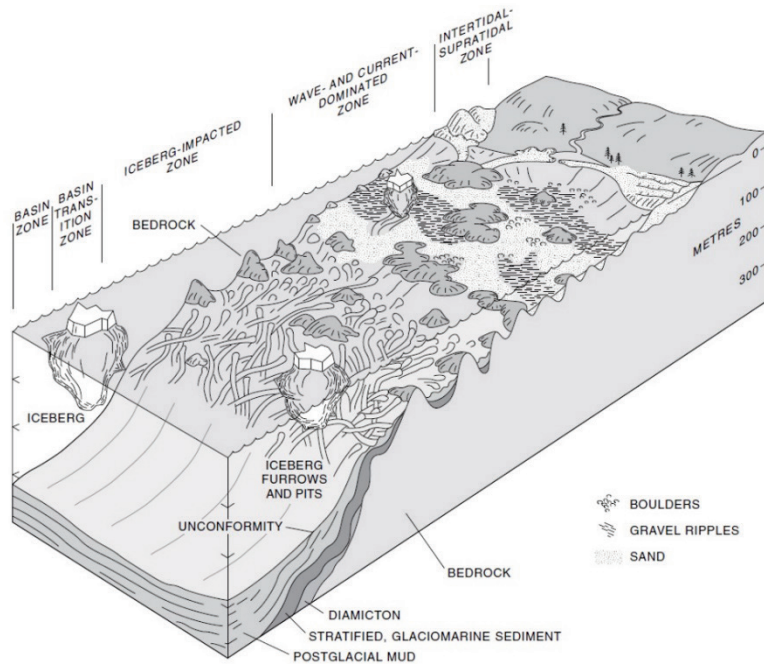 INTERTIDAL-
SUPRATIDAL
ZONE
WAVE- AND CURRENT-
DOMINATED
ZONE
ICEBERG-IMPACTED
ZONE
BASIN
TRANS-
ITION
ZONE
BASIN
ZONE
BEDROCK
0
100
200
300
METRES
ICEBERG
ICEBERG
FURROWS
AND PITS
UNCONFORMITY
BOULDERS
GRAVEL RIPPLES
SAND
BEDROCK
DIAMICTON
STRATIFIED, GLACIOMARINE SEDIMENT
POSTGLACIAL MUD